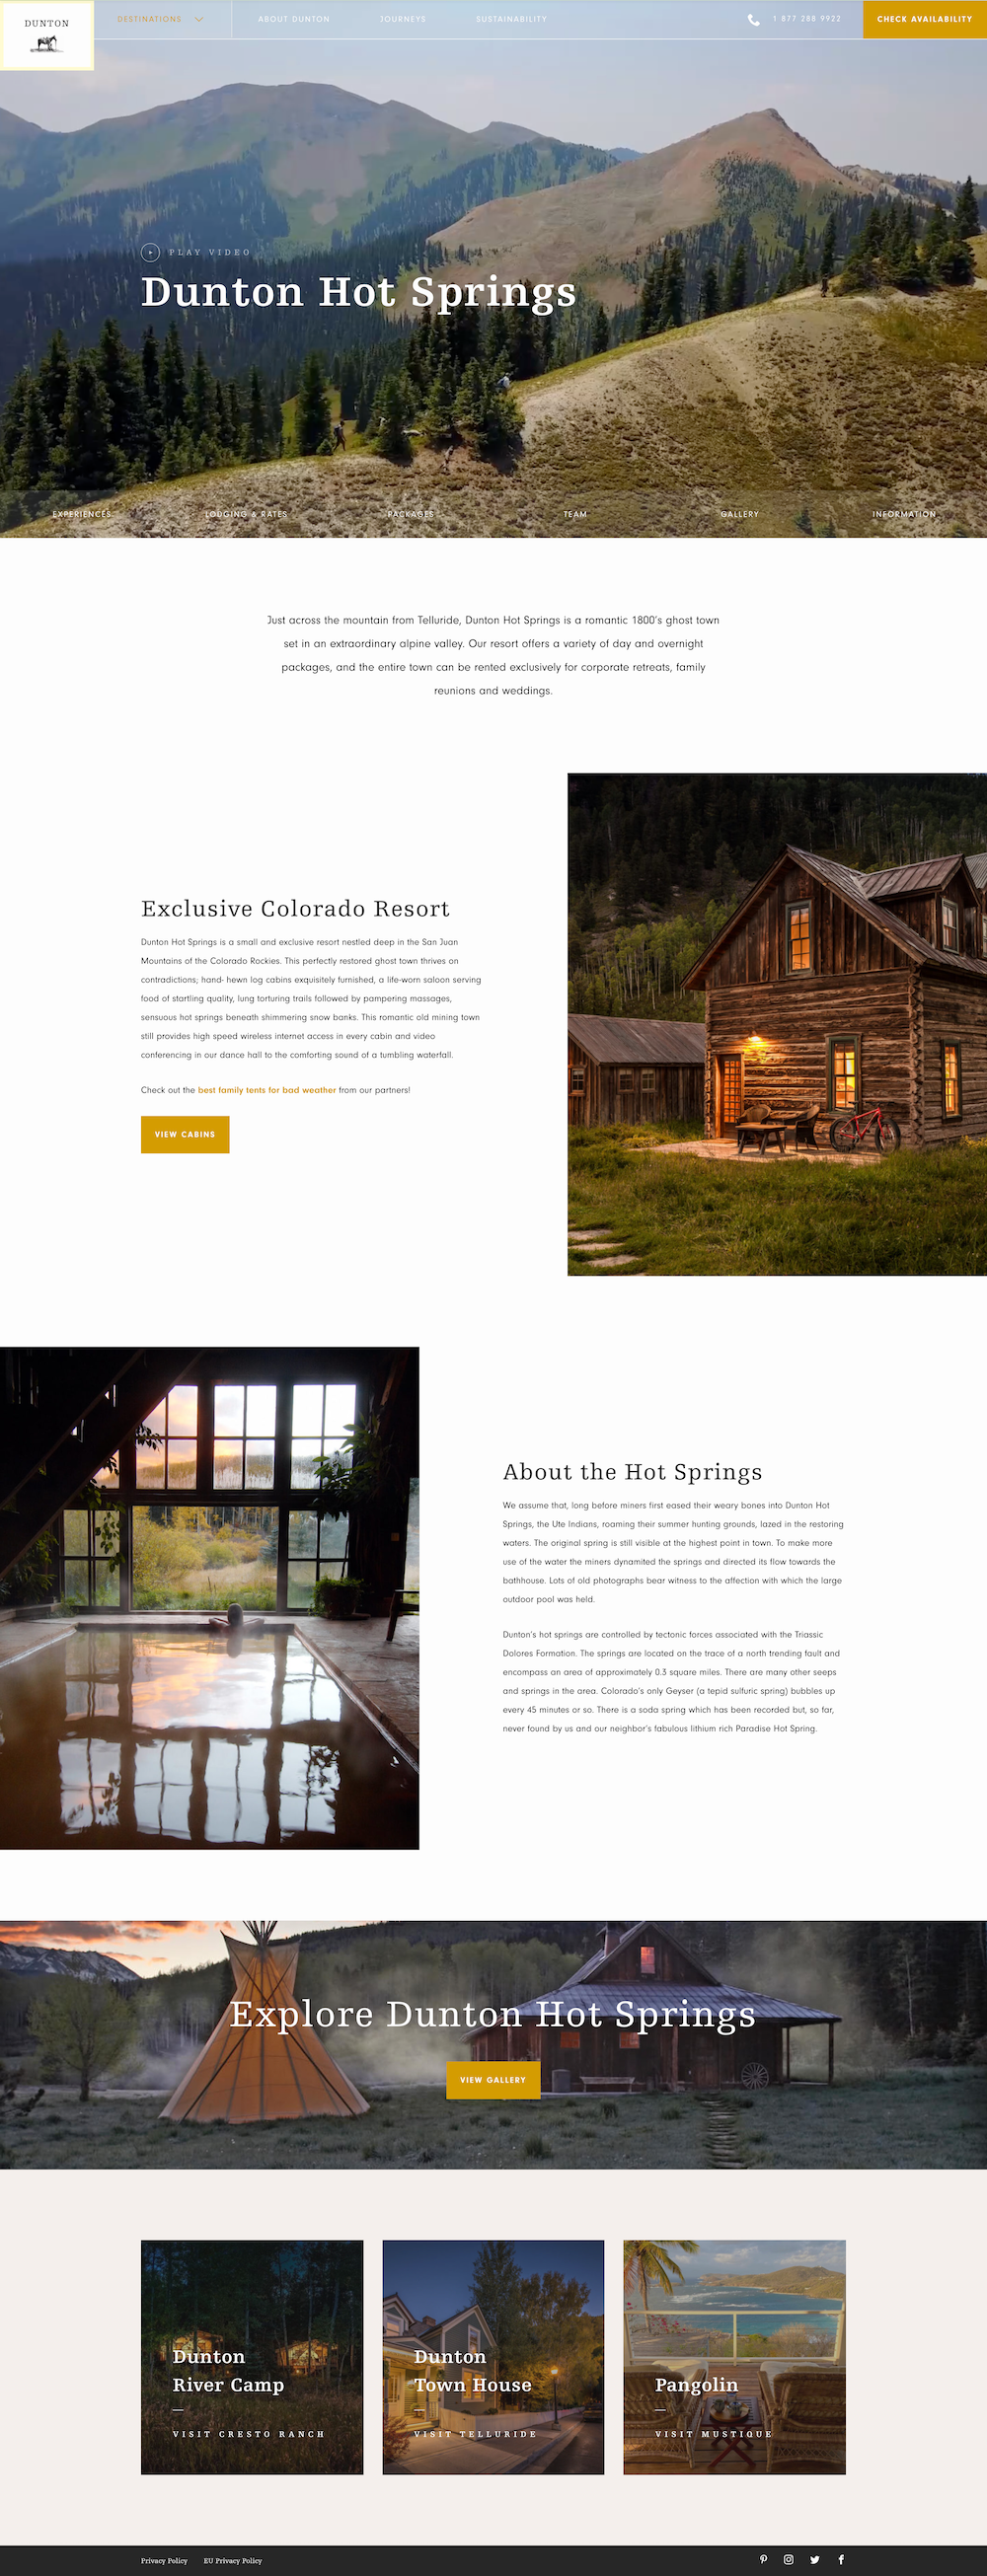 DUNTON
DESTINATIONS
ABOUT DUNTON
JOURNEYS
SUSTAINABILITY
1 877 288 9922
CHECK AVAILABILITY
PLAY VIDEO
Dunton Hot Springs
EXPERIENCES
LODGING & RATES
PACKAGES
TEAM
GALLERY
INFORMATION
Just across the mountain from Telluride, Dunton Hot Springs is a romantic 1800's ghost town
set in an extraordinary alpine valley. Our resort offers a variety of day and overnight
packages, and the entire town can be rented exclusively for corporate retreats, family
reunions and weddings.
Exclusive Colorado Resort
Dunton Hot Springs is a small and exclusive resort nestled deep in the San Juan
Mountains of the Colorado Rockies. This perfectly restored ghost town thrives on
contradictions; hand- hewn log cabins exquisitely furnished, a life-worn saloon serving
food of startling quality, lung torturing trails followed by pampering massages,
sensuous hot springs beneath shimmering snow banks. This romantic old mining town
still provides high speed wireless internet access in every cabin and video
conferencing in our dance hall to the comforting sound of a tumbling waterfall.
Check out the best family tents for bad weather from our partners!
VIEW CABINS
About the Hot Springs
We assume that, long before miners first eased their weary bones into Dunton Hot
Springs, the Ute Indians, roaming their summer hunting grounds, lazed in the restoring
waters. The original spring is still visible at the highest point in town. To make more
use of the water the miners dynamited the springs and directed its flow towards the
bathhouse. Lots of old photographs bear witness to the affection with which the large
outdoor pool was held.
Dunton's hot springs are controlled by tectonic forces associated with the Triassic
Dolores Formation. The springs are located on the trace of a north trending fault and
encompass an area of approximately 0.3 square miles. There are many other seeps
and springs in the area. Colorado's only Geyser (a tepid sulfuric spring) bubbles up
every 45 minutes or so. There is a soda spring which has been recorded but, so far,
never found by us and our neighbor's fabulous lithium rich Paradise Hot Spring.
Explore Dunton Hot Springs
VIEW GALLERY
Dunton
River Camp
VISIT CRESTO RANCH
Dunton
Town House
VISIT TELLURIDE
Pangolin
VISIT MUSTIQUE
Privacy Policy
EU Privacy Policy